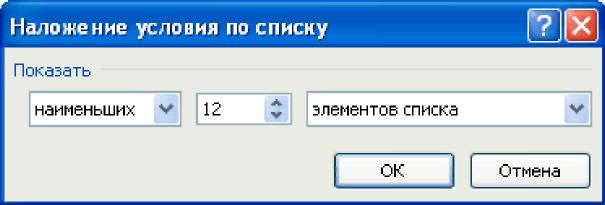 Наложение условия по списку
Показать
наименьших 12 элементов списка
ОК Отмена